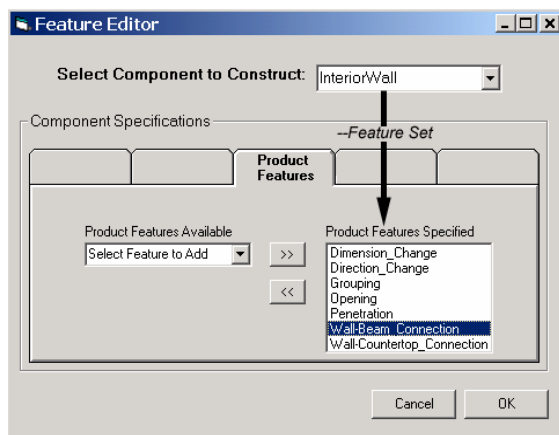 Feature Editor
Select Component to Construct: InteriorWall
Component Specifications
--Feature Set
Product
Features
Product Features Available
Product Features Specified
Select Feature to Add
>>
<<
Dimension_Change
Direction_Change
Grouping
Opening
Penetration
Wall-Beam_Connection
Wall-Countertop_Connection
Cancel
OK